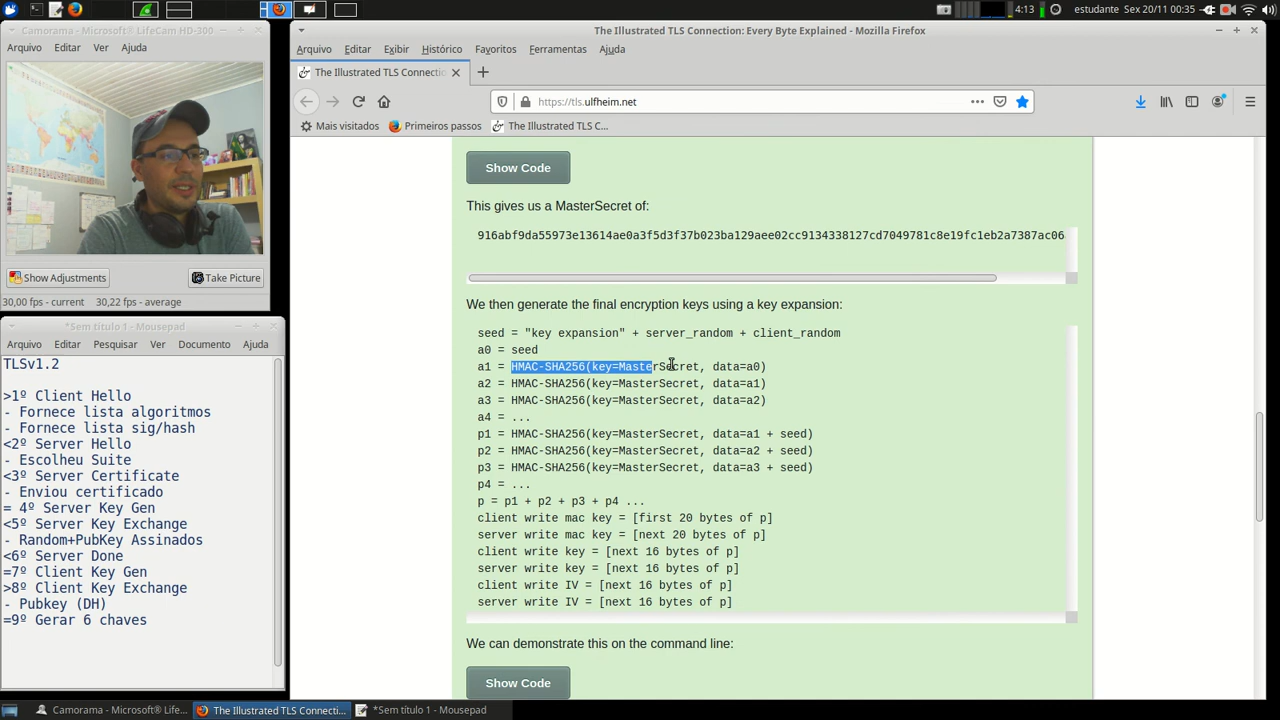 4:13
estudante
Sex 20/11 00:35
Camorama - Microsoft® LifeCam HD-300
Arquivo Editar Ver Ajuda
Show Adjustments
Take Picture
30,00 fps - current 30,22 fps - average
*Sem título 1 - Mousepad
Arquivo Editar Pesquisar Ver Documento Ajuda
TLSv1.2
>1º Client Hello
- Fornece lista algoritmos
- Fornece lista sig/hash
<2º Server Hello
- Escolheu Suite
<3º Server Certificate
- Enviou certificado
= 4º Server Key Gen
<5º Server Key Exchange
- Random+PubKey Assinados
<6º Server Done
=7º Client Key Gen
>8º Client Key Exchange
- Pubkey (DH)
=9º Gerar 6 chaves
The Illustrated TLS Connection: Every Byte Explained - Mozilla Firefox
Arquivo Editar Exibir Histórico Favoritos Ferramentas Ajuda
The Illustrated TLS Connectio
https://tls.ulfheim.net
Mais visitados
Primeiros passos
The Illustrated TLS C...
Show Code
This gives us a MasterSecret of:
916abf9da55973e13614ae0a3f5d3f37b023ba129aee02cc9134338127cd7049781c8e19fc1eb2a7387ac06
We then generate the final encryption keys using a key expansion:
seed = "key expansion" + server_random + client_random
a0 = seed
a1 = HMAC-SHA256(key=MasterSecret, data=a0)
a2 = HMAC-SHA256(key=MasterSecret, data=a1)
a3 = HMAC-SHA256(key=MasterSecret, data=a2)
a4 = ...
p1 = HMAC-SHA256(key=MasterSecret, data=a1 + seed)
p2 = HMAC-SHA256(key=MasterSecret, data=a2 + seed)
p3 = HMAC-SHA256(key=MasterSecret, data=a3 + seed)
p4 = ...
p = p1 + p2 + p3 + p4 ...
client write mac key = [first 20 bytes of p]
server write mac key = [next 20 bytes of p]
client write key = [next 16 bytes of p]
server write key = [next 16 bytes of p]
client write IV = [next 16 bytes of p]
server write IV = [next 16 bytes of p]
We can demonstrate this on the command line:
Show Code
Camorama - Microsoft® LifeC...
The Illustrated TLS Connecti...
*Sem título 1 - Mousepad